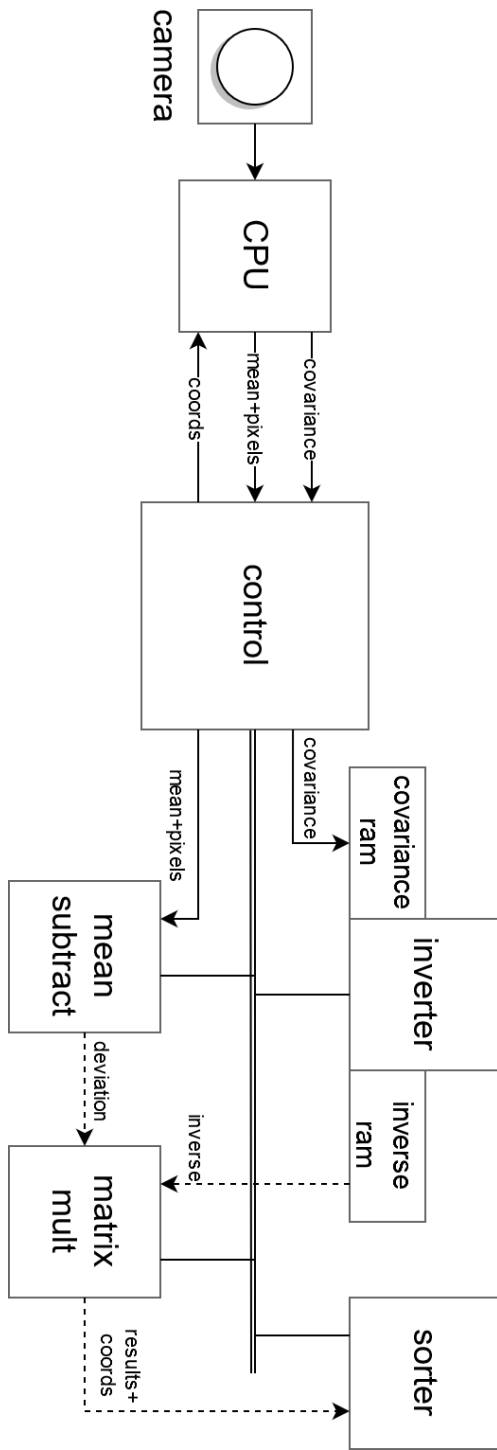 camera
CPU
covariance
mean+pixels
coords
control
covariance
mean+pixels
covariance
ram
inverter
inverse
ram
mean
subtract
deviation
inverse
matrix
mult
results+
coords
sorter